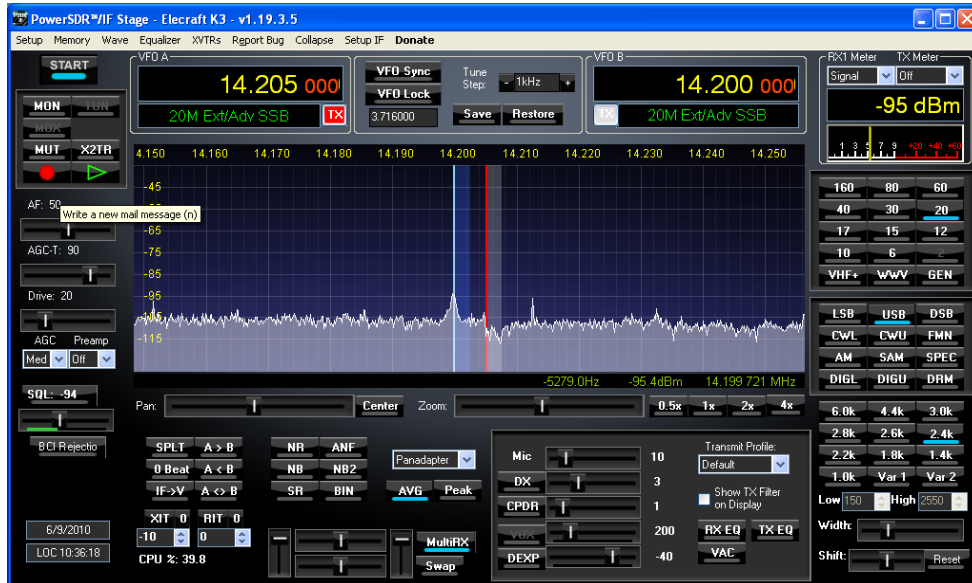 PowerSDR™/IF Stage - Elecraft K3 - v1.19.3.5
Setup Memory Wave Equalizer XVTRs Report Bug Collapse Setup IF Donate
START
MON TUN
MOX
MUT X2TR
VFO A
14.205 000
20M Ext/Adv SSB TX
VFO Sync
VFO Lock
3.716000
Tune Step: - 1kHz +
Save Restore
VFO B
14.200 000
TX 20M Ext/Adv SSB
RX1 Meter TX Meter
Signal Off
-95 dBm
1 3 5 7 9 +20 +40 +60
4.150 14.160 14.170 14.180 14.190 14.200 14.210 14.220 14.230 14.240 14.250
-45
-65
-75
-85
-95
-105
-115
-5279.0Hz -95.4dBm 14.199 721 MHz
AF: 50
Write a new mail message (n)
AGC-T: 90
Drive: 20
AGC Preamp
Med Off
SQL: -94
BCI Rejectio
6/9/2010
LOC 10:36:18
Pan: Center Zoom: 0.5x 1x 2x 4x
SPLT A > B
0 Beat A < B
IF->V A <> B
XIT 0 RIT 0
-10 0
CPU %: 39.8
NR ANF
NB NB2
SR BIN
Panadapter
AVG Peak
MultiRX
Swap
Mic 10
DX 3
CPDR 1
VOX 200
DEXP -40
Transmit Profile:
Default
Show TX Filter
on Display
RX EQ TX EQ
VAC
160 80 60
40 30 20
17 15 12
10 6 2
VHF+ WWV GEN
LSB USB DSB
CWL CWU FMN
AM SAM SPEC
DIGL DIGU DRM
6.0k 4.4k 3.0k
2.8k 2.6k 2.4k
2.2k 1.8k 1.4k
1.0k Var 1 Var 2
Low 150 High 2550
Width:
Shift: Reset